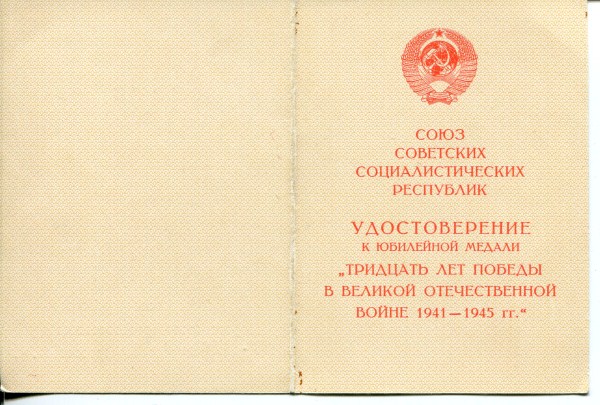 СОЮЗ
СОВЕТСКИХ
СОЦИАЛИСТИЧЕСКИХ
РЕСПУБЛИК
УДОСТОВЕРЕНИЕ
К ЮБИЛЕЙНОЙ МЕДАЛИ
„ТРИДЦАТЬ ЛЕТ ПОБЕДЫ
В ВЕЛИКОЙ ОТЕЧЕСТВЕННОЙ
ВОЙНЕ 1941—1945 гг.“